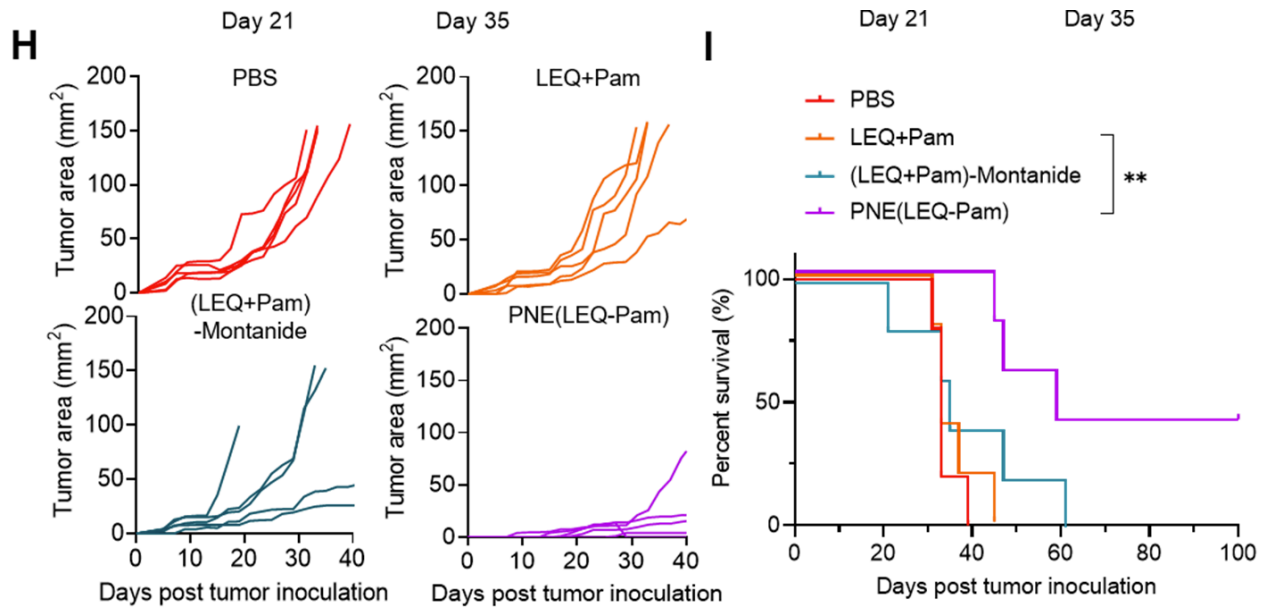 Day 21 Day 35 Day 21 Day 35
H
PBS
LEQ+Pam
Tumor area (mm²)
200
150
100
50
0
Tumor area (mm²)
200
150
100
50
0
(LEQ+Pam)
-Montanide
PNE(LEQ-Pam)
Tumor area (mm²)
200
150
100
50
0
0 10 20 30 40
Days post tumor inoculation
Tumor area (mm²)
200
150
100
50
0
0 10 20 30 40
Days post tumor inoculation
I
PBS
LEQ+Pam
(LEQ+Pam)-Montanide
PNE(LEQ-Pam)
**
Percent survival (%)
100
50
0
0 20 40 60 80 100
Days post tumor inoculation